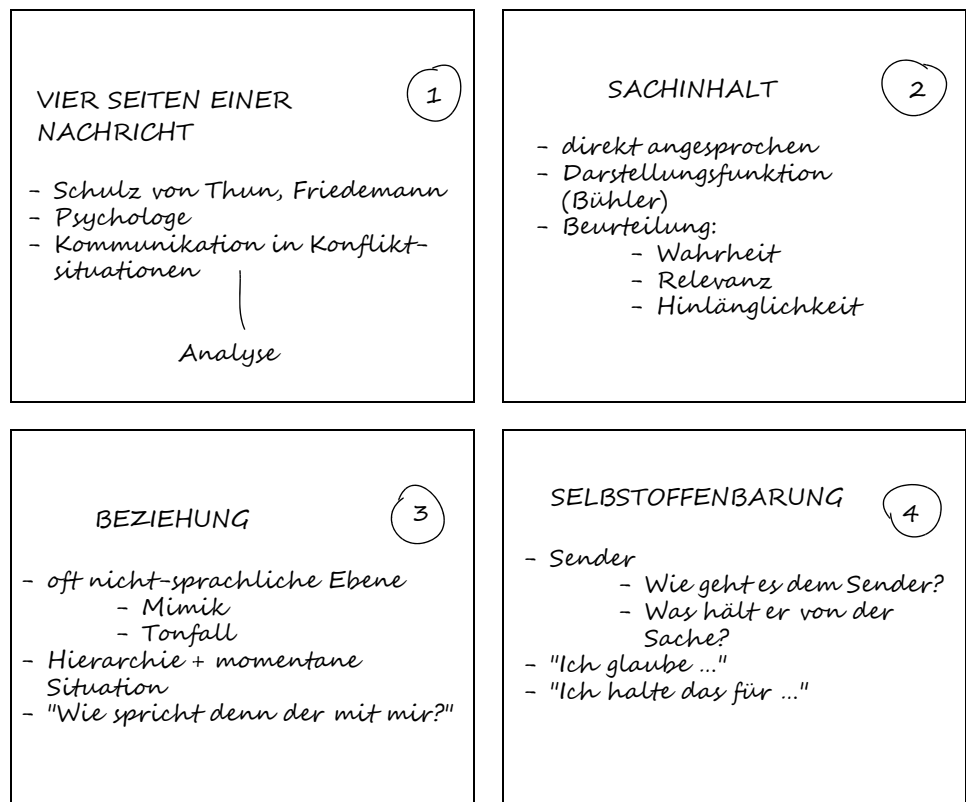 1
VIER SEITEN EINER
NACHRICHT
- Schulz von Thun, Friedemann
- Psychologe
- Kommunikation in Konflikt-
situationen
Analyse
2
SACHINHALT
- direkt angesprochen
- Darstellungsfunktion
(Bühler)
- Beurteilung:
- Wahrheit
- Relevanz
- Hinlänglichkeit
3
BEZIEHUNG
- oft nicht-sprachliche Ebene
- Mimik
- Tonfall
- Hierarchie + momentane
Situation
- "Wie spricht denn der mit mir?"
4
SELBSTOFFENBARUNG
- Sender
- Wie geht es dem Sender?
- Was hält er von der
Sache?
- "Ich glaube ..."
- "Ich halte das für ..."